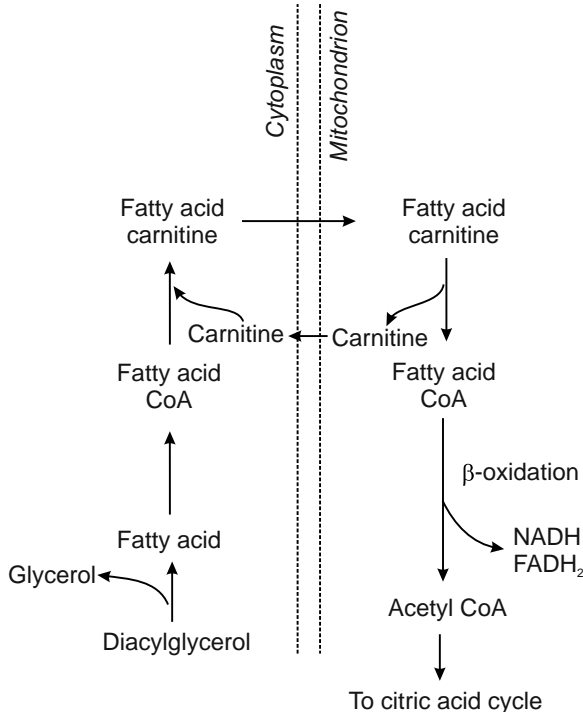 Cytoplasm
Mitochondrion
Fatty acid
carnitine
Fatty acid
carnitine
Carnitine
Carnitine
Fatty acid
CoA
Fatty acid
CoA
β-oxidation
Fatty acid
NADH
FADH₂
Glycerol
Acetyl CoA
Diacylglycerol
To citric acid cycle